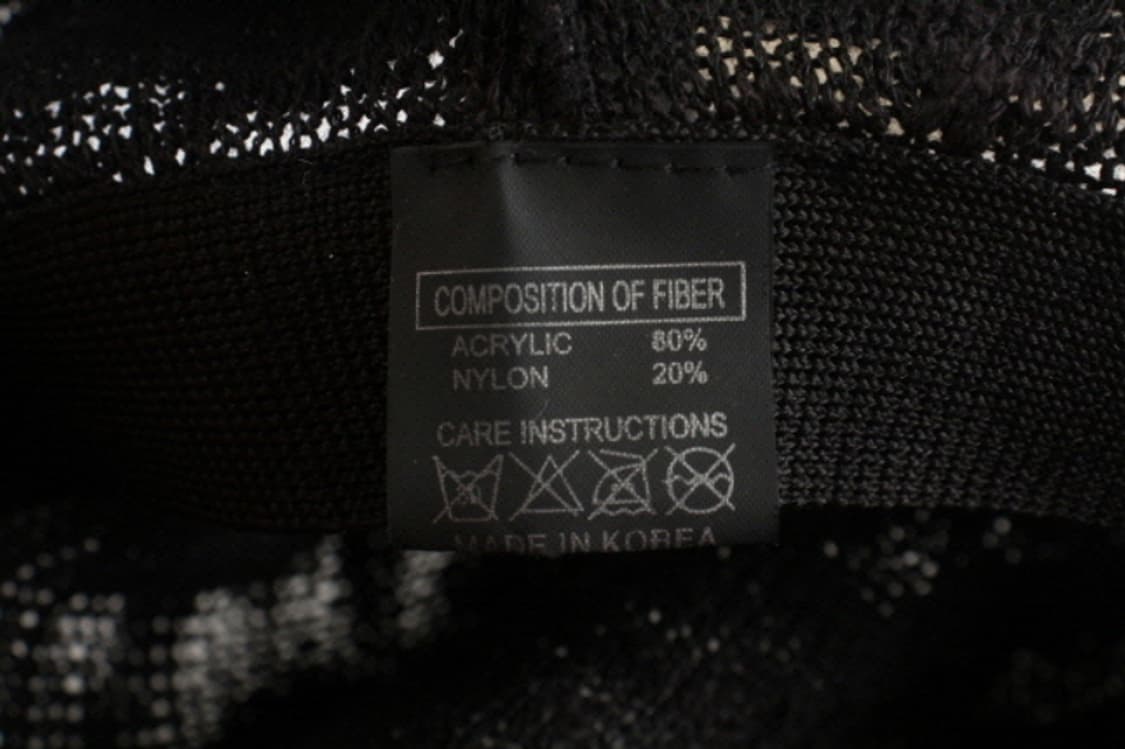 COMPOSITION OF FIBER
ACRYLIC 80%
NYLON 20%
CARE INSTRUCTIONS
MADE IN KOREA